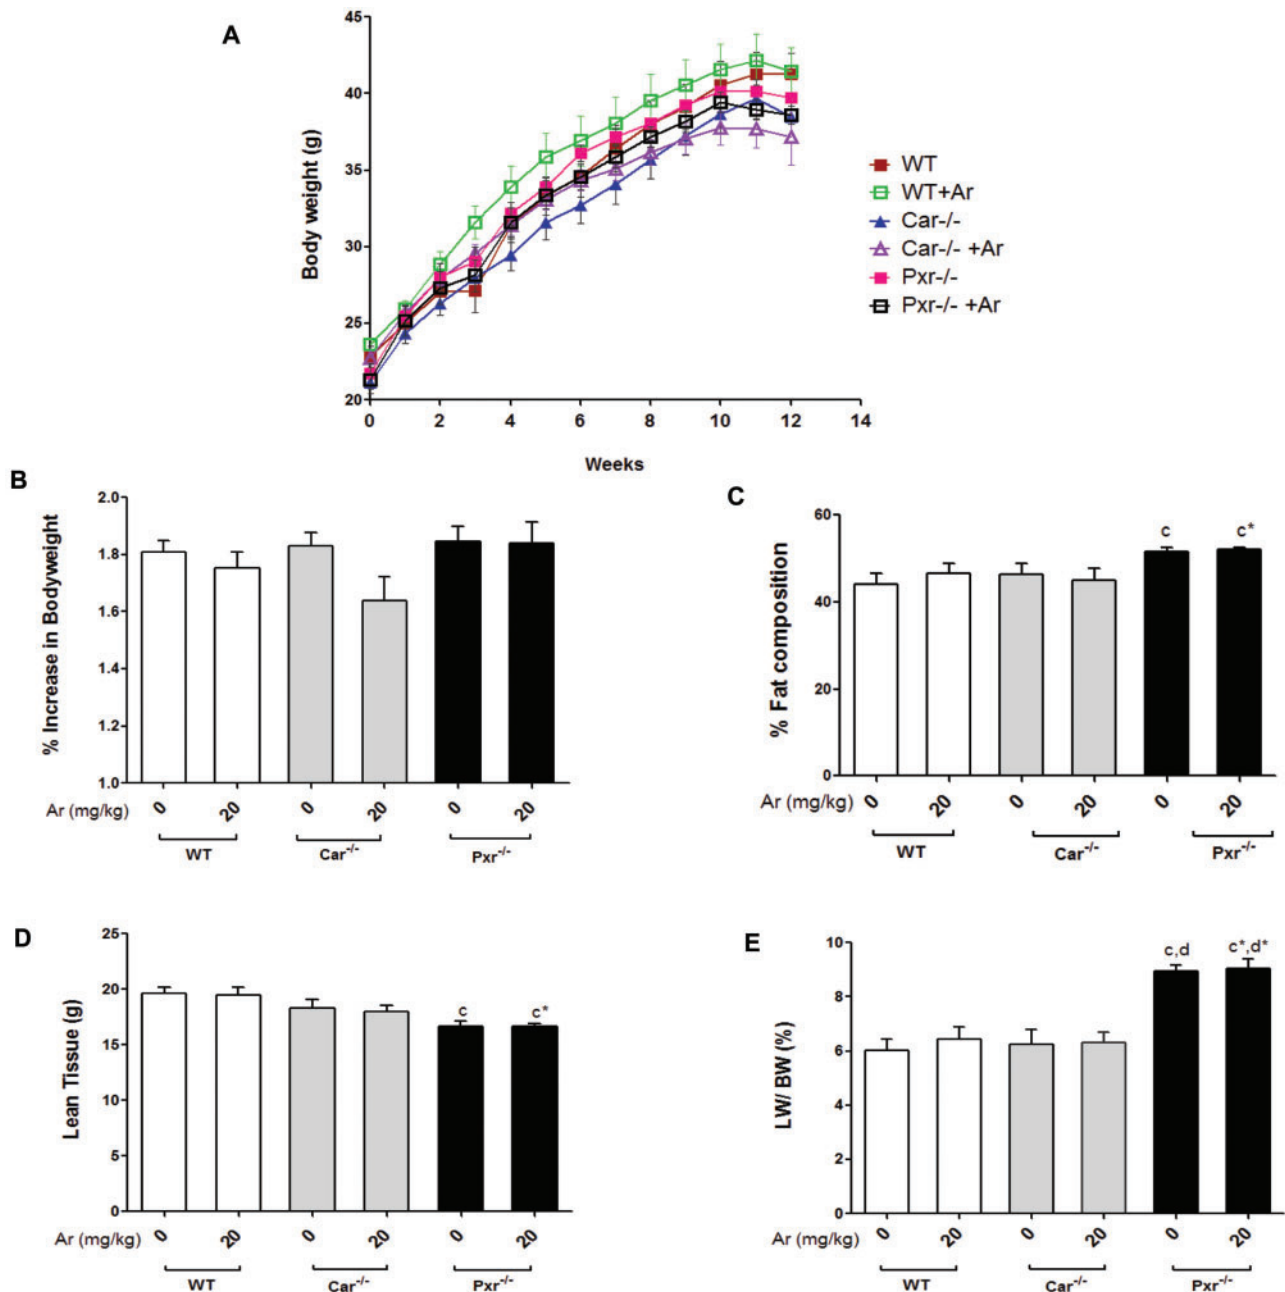 A
45
40
35
30
25
20
Body weight (g)
0 2 4 6 8 10 12 14
Weeks
WT
WT+Ar
Car-/-
Car-/- +Ar
Pxr-/-
Pxr-/- +Ar
B
2.0
1.8
1.6
1.4
1.2
1.0
% Increase in Bodyweight
Ar (mg/kg) 0 20 0 20 0 20
WT Car-/- Pxr-/-
C
60
40
20
0
% Fat composition
c c*
Ar (mg/kg) 0 20 0 20 0 20
WT Car-/- Pxr-/-
D
25
20
15
10
5
0
Lean Tissue (g)
c c*
Ar (mg/kg) 0 20 0 20 0 20
WT Car-/- Pxr-/-
E
10
8
6
4
2
0
LW/ BW (%)
c,d c*,d*
Ar (mg/kg) 0 20 0 20 0 20
WT Car-/- Pxr-/-